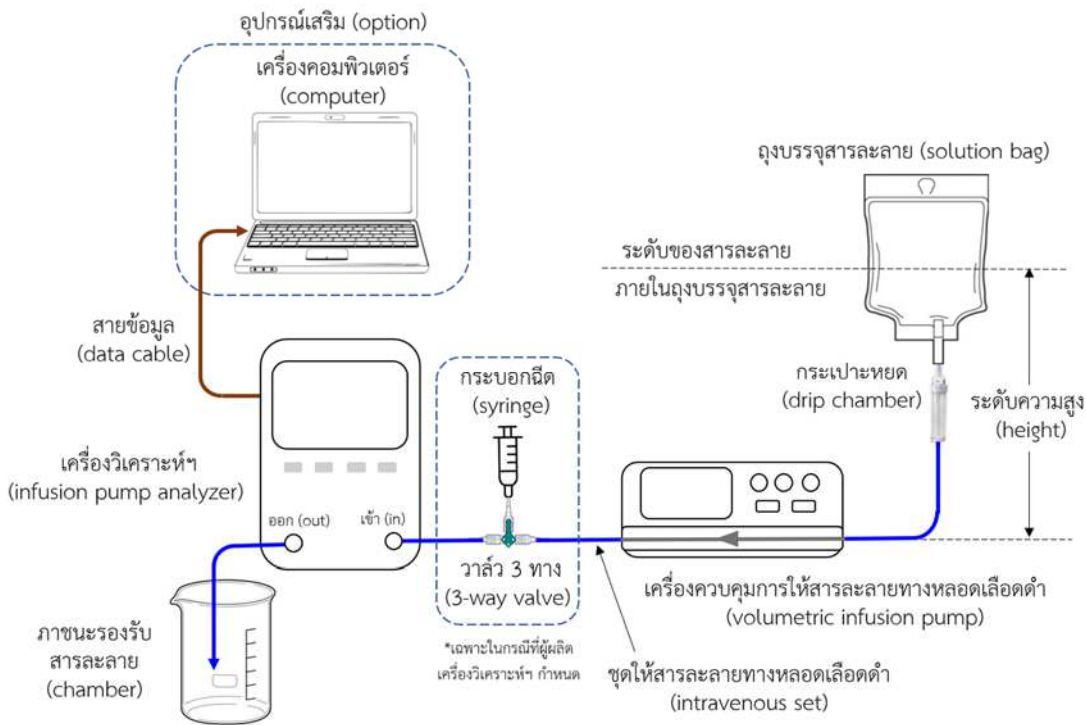 อุปกรณ์เสริม (option)
เครื่องคอมพิวเตอร์
(computer)
ถุงบรรจุสารละลาย (solution bag)
ระดับของสารละลาย
ภายในถุงบรรจุสารละลาย
สายข้อมูล
(data cable)
กระบอกฉีด
(syringe)
กระเปาะหยด
(drip chamber)
ระดับความสูง
(height)
เครื่องวิเคราะห์ฯ
(infusion pump analyzer)
ออก (out)
เข้า (in)
วาล์ว 3 ทาง
(3-way valve)
เครื่องควบคุมการให้สารละลายทางหลอดเลือดดำ
(volumetric infusion pump)
ภาชนะรองรับ
สารละลาย
(chamber)
*เฉพาะในกรณีที่ผู้ผลิต
เครื่องวิเคราะห์ฯ กำหนด
ชุดให้สารละลายทางหลอดเลือดดำ
(intravenous set)